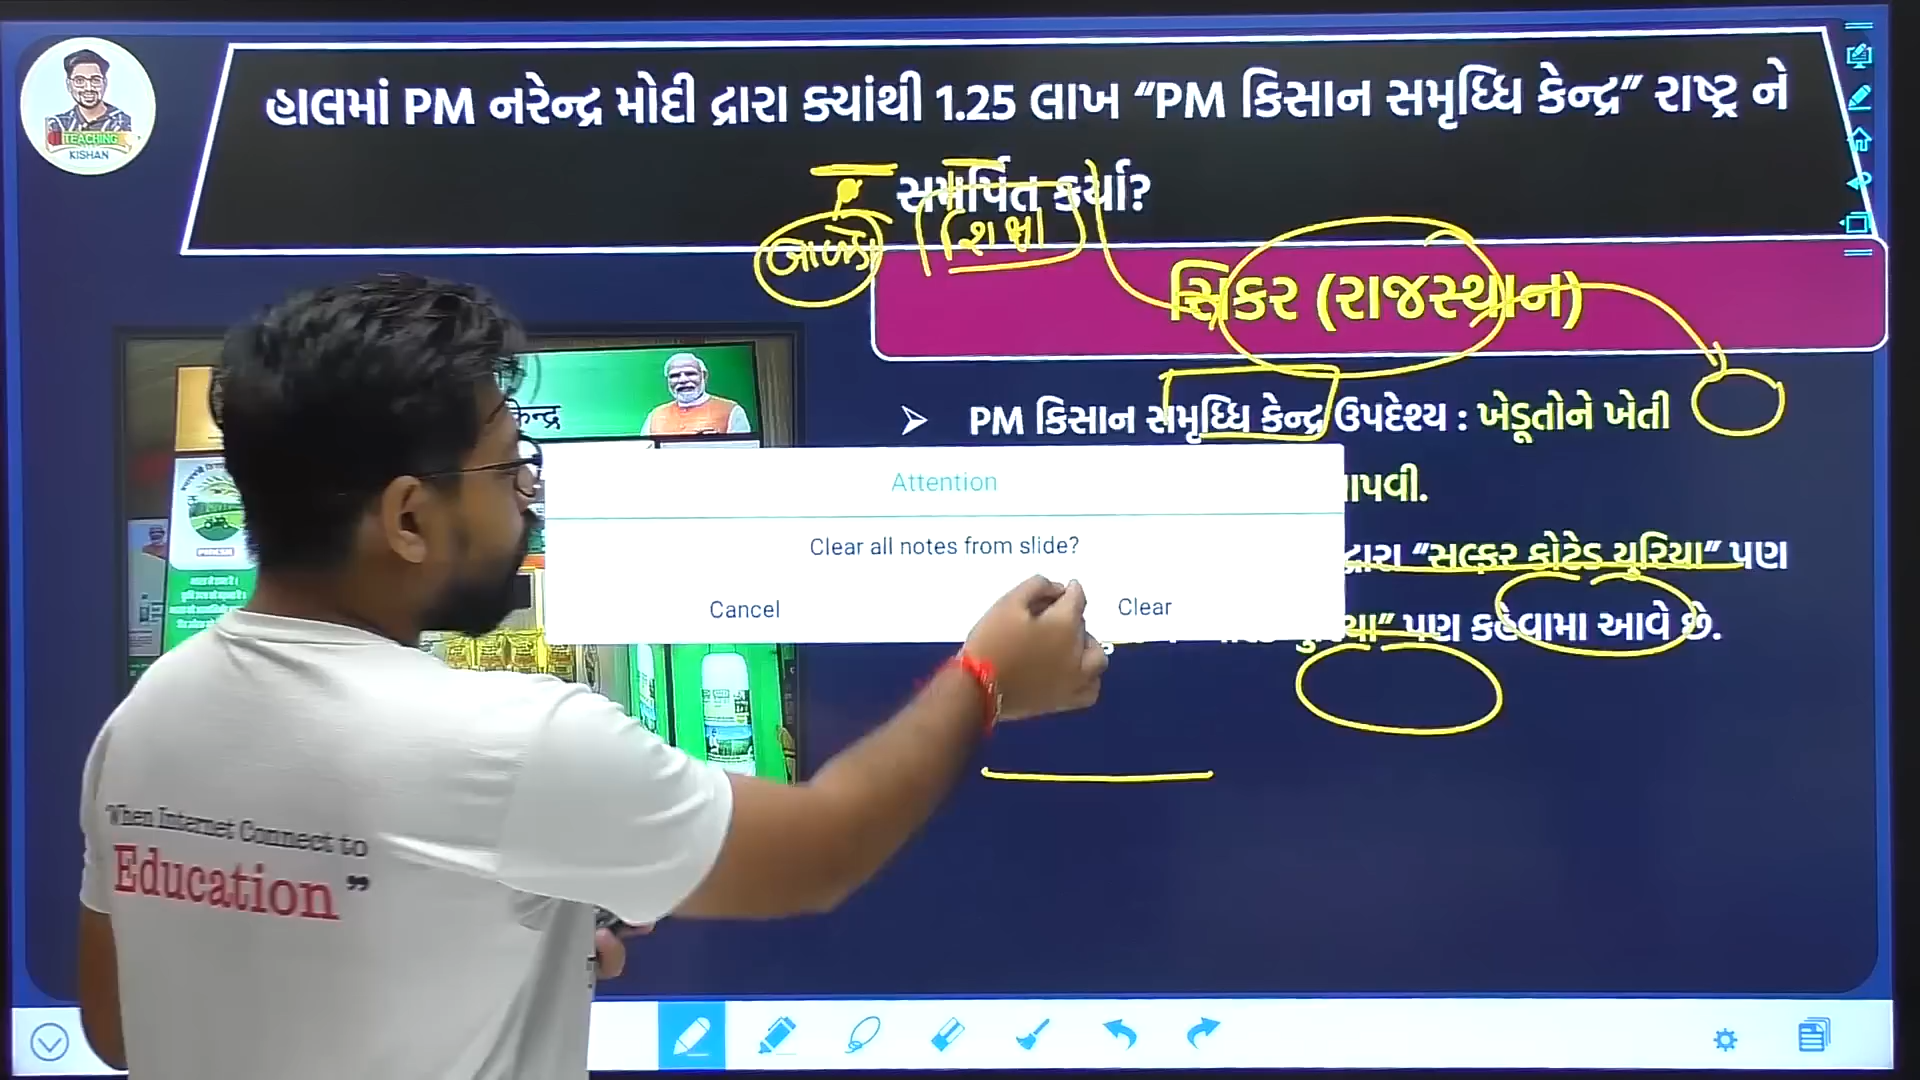 હાલમાં PM નરેન્દ્ર મોદી દ્વારા ક્યાંથી 1.25 લાખ “PM કિસાન સમૃધ્ધિ કેન્દ્ર” રાષ્ટ્ર ને
સમર્પિત કર્યા?
TEACHING
KISHAN
શિક્ષા
સિકર (રાજસ્થાન)
केन्द्र
➢ PM કિસાન સમૃધ્ધિ કેન્દ્ર ઉપદેશ્ય : ખેડૂતોને ખેતી
Attention
Clear all notes from slide?
Cancel
Clear
દ્વારા “સલ્ફર કોટેડ યુરિયા” પણ
પણ કહેવામા આવે છે.
When Internet Connect to
Education”